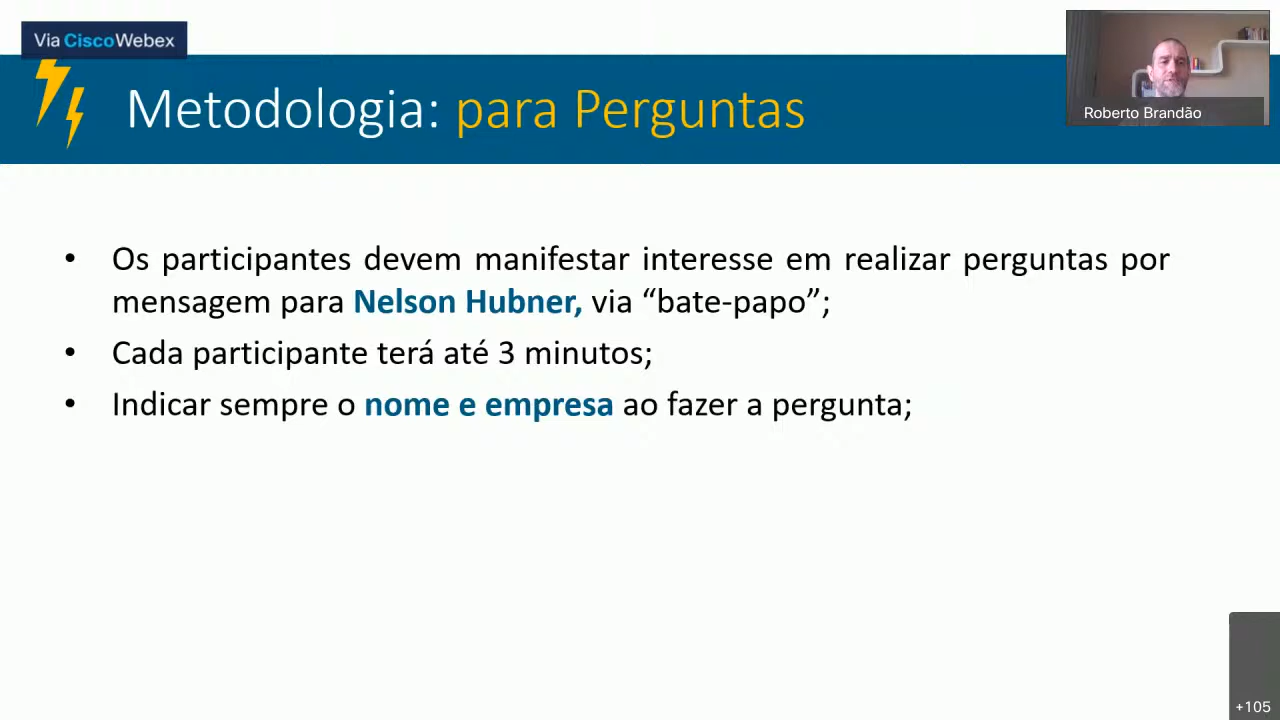 Via CiscoWebex
Metodologia: para Perguntas
Roberto Brandão
• Os participantes devem manifestar interesse em realizar perguntas por
mensagem para Nelson Hubner, via “bate-papo”;
• Cada participante terá até 3 minutos;
• Indicar sempre o nome e empresa ao fazer a pergunta;
+105